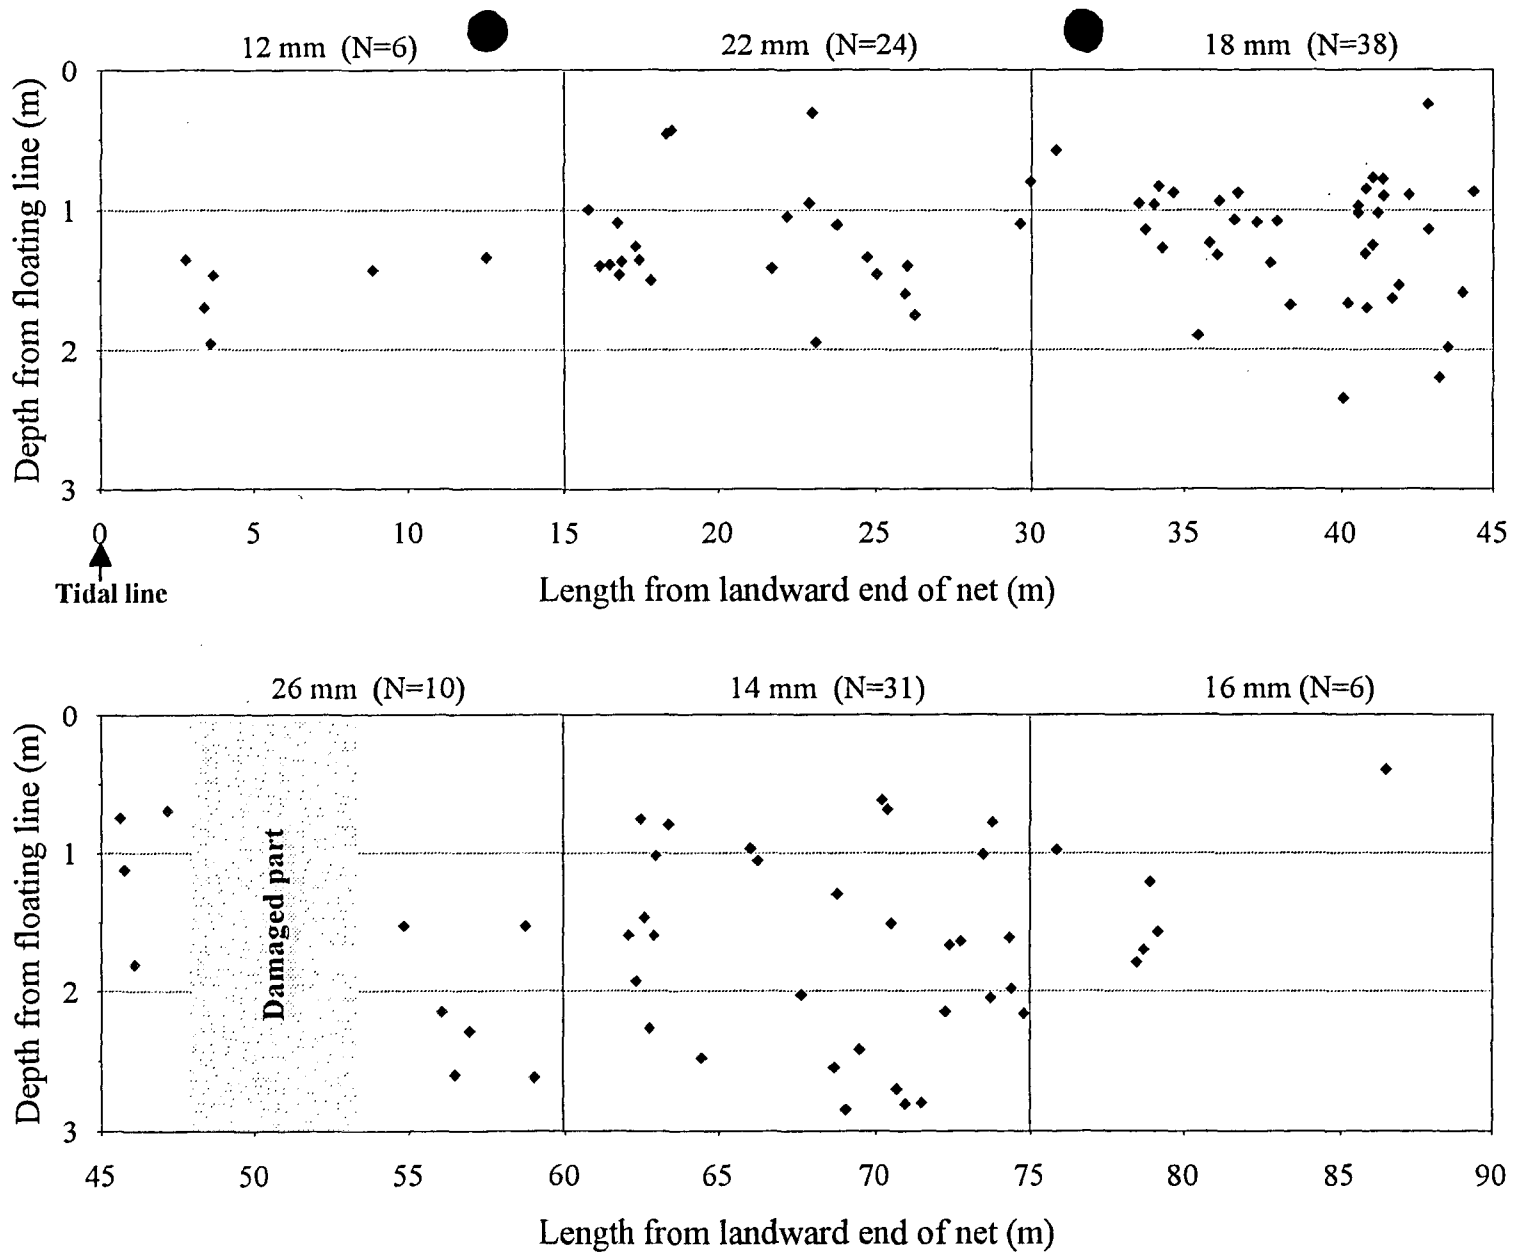 12 mm (N=6) 22 mm (N=24) 18 mm (N=38)
Depth from floating line (m)
0
1
2
3
0 5 10 15 20 25 30 35 40 45
Tidal line
Length from landward end of net (m)
26 mm (N=10) 14 mm (N=31) 16 mm (N=6)
Depth from floating line (m)
0
1
2
3
Damaged part
45 50 55 60 65 70 75 80 85 90
Length from landward end of net (m)